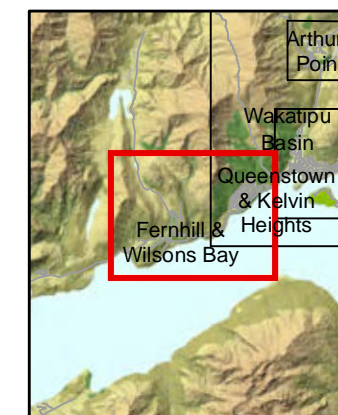 Arthur
Poin
Wakatipu
Basin
Queenstown
& Kelvin
Heights
Fernhill &
Wilsons Bay